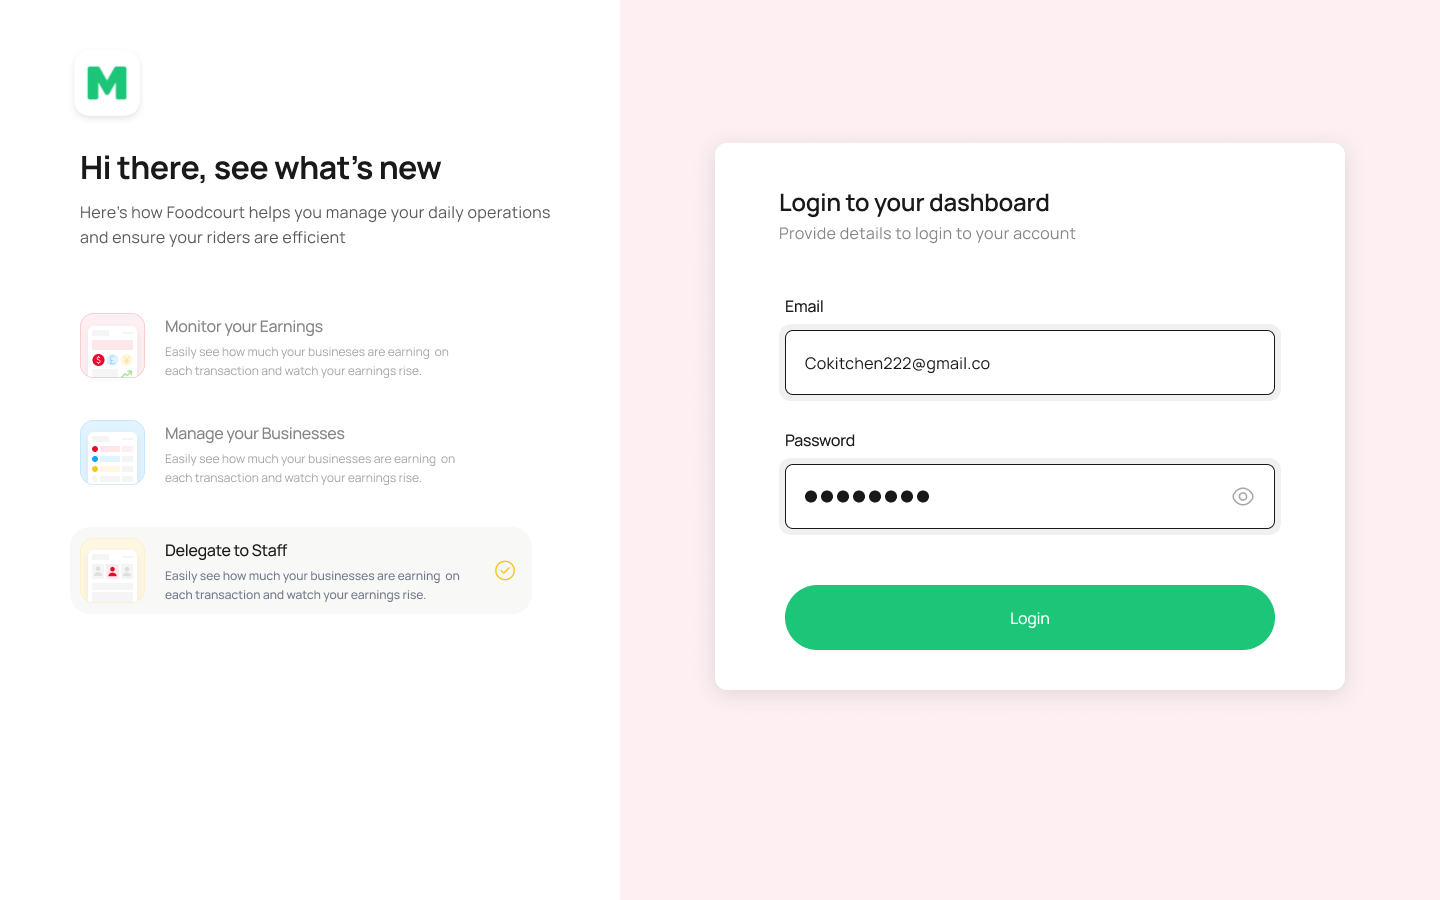 M
Hi there, see what's new
Here's how Foodcourt helps you manage your daily operations
and ensure your riders are efficient
Monitor your Earnings
Easily see how much your busineses are earning on
each transaction and watch your earnings rise.
Manage your Businesses
Easily see how much your businesses are earning on
each transaction and watch your earnings rise.
Delegate to Staff
Easily see how much your businesses are earning on
each transaction and watch your earnings rise.
Login to your dashboard
Provide details to login to your account
Email
Cokitchen222@gmail.co
Password
Login